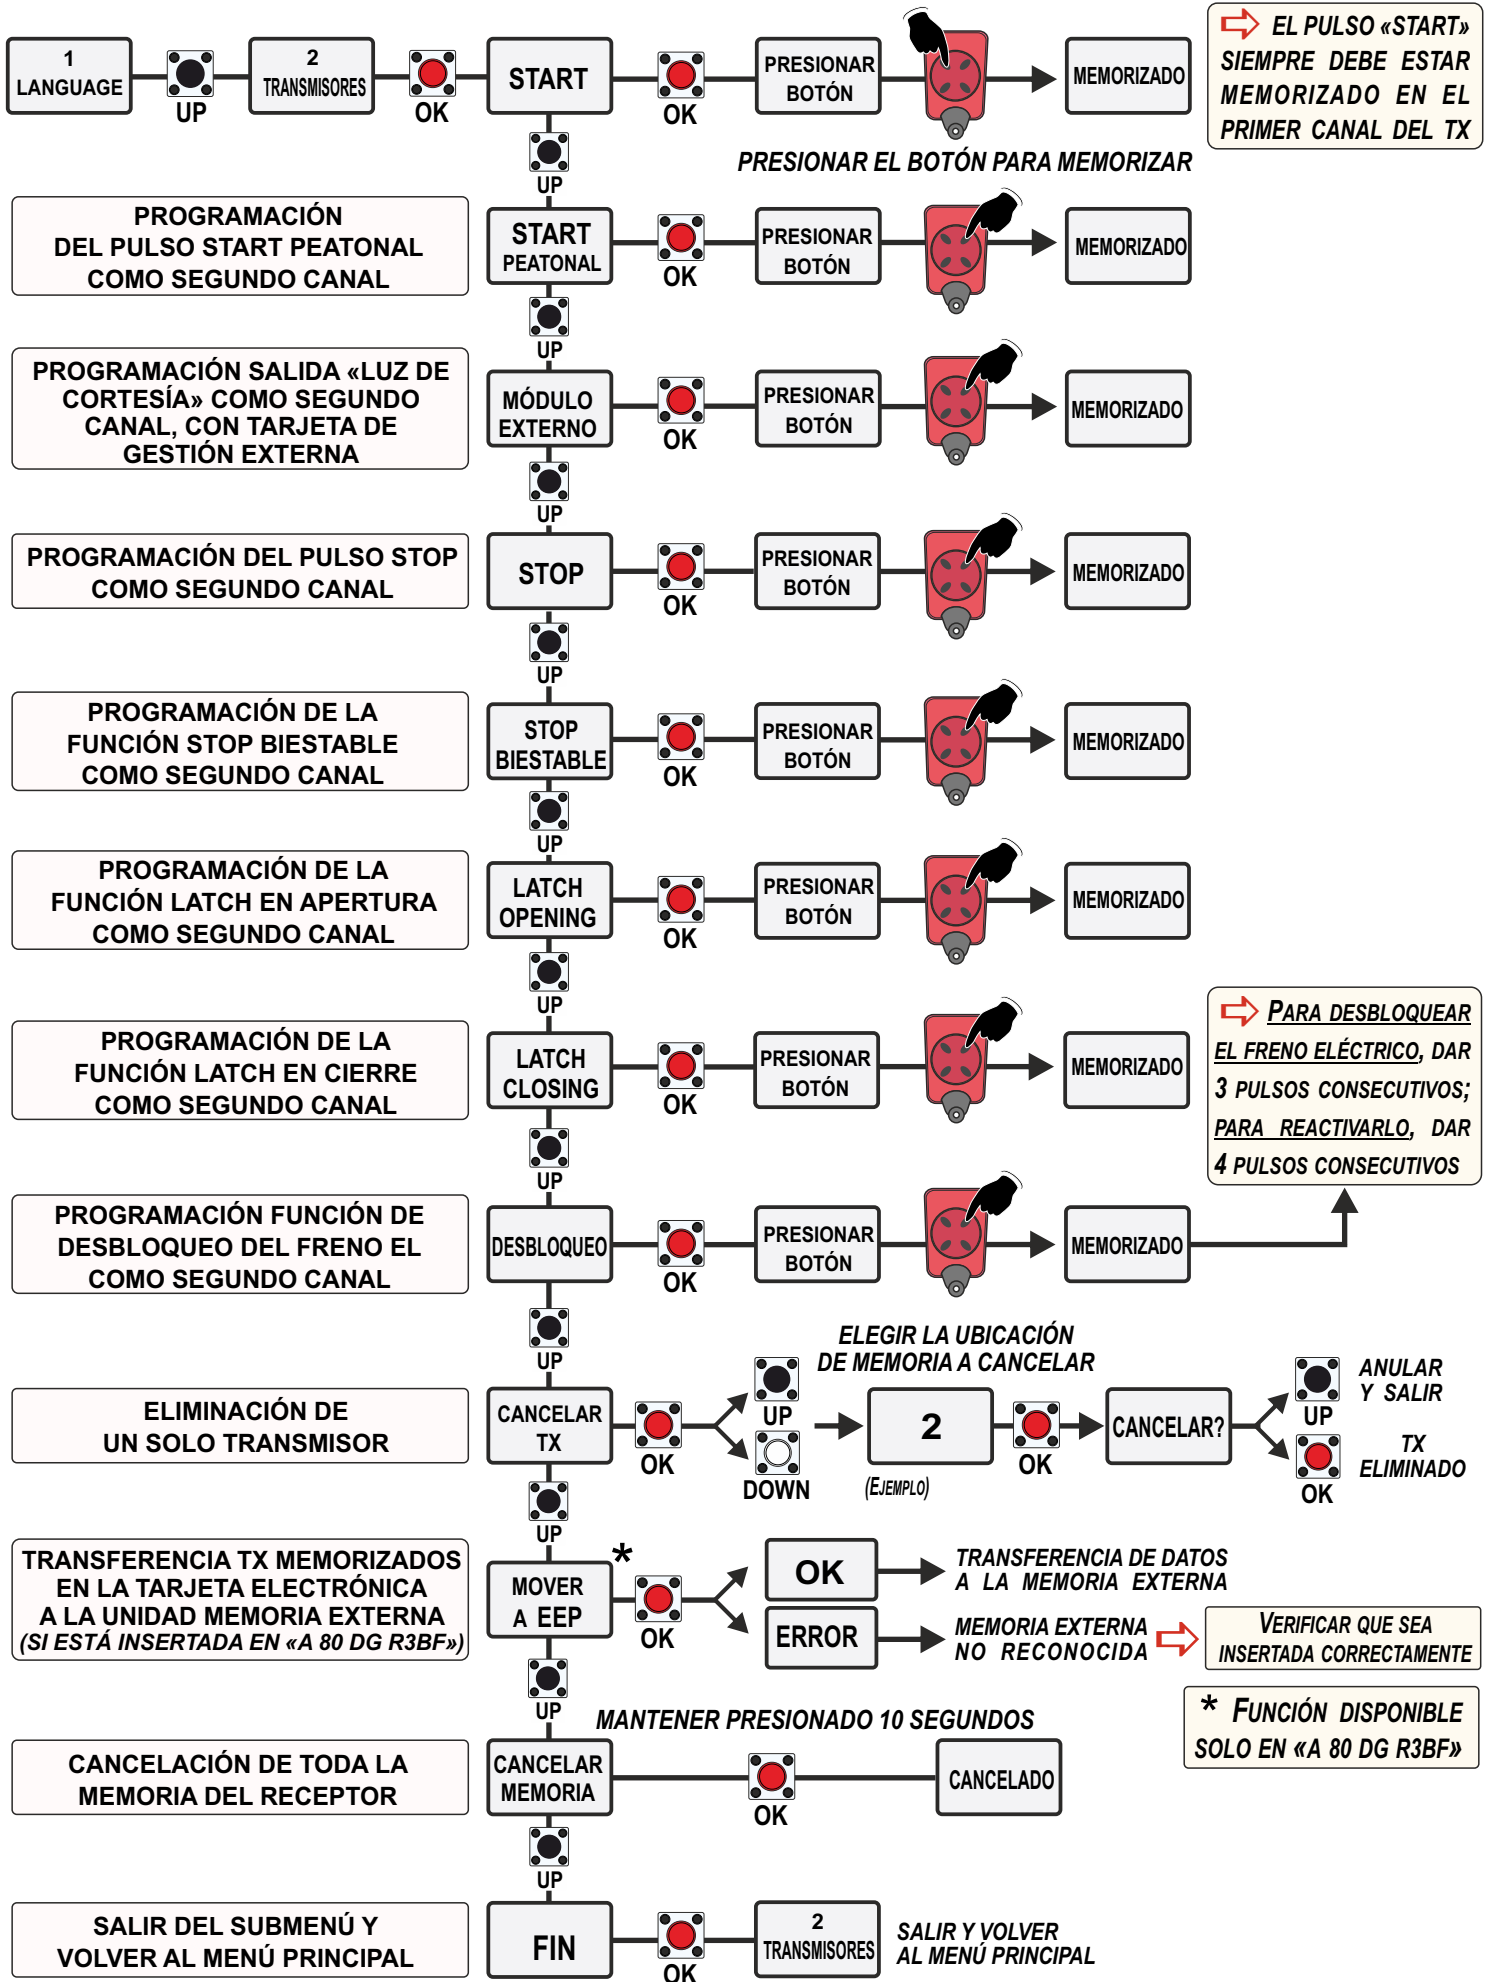 1
LANGUAGE
UP
2
TRANSMISORES
OK
START
OK
PRESIONAR
BOTÓN
MEMORIZADO
EL PULSO «START»
SIEMPRE DEBE ESTAR
MEMORIZADO EN EL
PRIMER CANAL DEL TX
UP
PRESIONAR EL BOTÓN PARA MEMORIZAR
PROGRAMACIÓN
DEL PULSO START PEATONAL
COMO SEGUNDO CANAL
START
PEATONAL
OK
PRESIONAR
BOTÓN
MEMORIZADO
UP
PROGRAMACIÓN SALIDA «LUZ DE
CORTESÍA» COMO SEGUNDO
CANAL, CON TARJETA DE
GESTIÓN EXTERNA
MÓDULO
EXTERNO
OK
PRESIONAR
BOTÓN
MEMORIZADO
UP
PROGRAMACIÓN DEL PULSO STOP
COMO SEGUNDO CANAL
STOP
OK
PRESIONAR
BOTÓN
MEMORIZADO
UP
PROGRAMACIÓN DE LA
FUNCIÓN STOP BIESTABLE
COMO SEGUNDO CANAL
STOP
BIESTABLE
OK
PRESIONAR
BOTÓN
MEMORIZADO
UP
PROGRAMACIÓN DE LA
FUNCIÓN LATCH EN APERTURA
COMO SEGUNDO CANAL
LATCH
OPENING
OK
PRESIONAR
BOTÓN
MEMORIZADO
UP
PROGRAMACIÓN DE LA
FUNCIÓN LATCH EN CIERRE
COMO SEGUNDO CANAL
LATCH
CLOSING
OK
PRESIONAR
BOTÓN
MEMORIZADO
PARA DESBLOQUEAR
EL FRENO ELÉCTRICO, DAR
3 PULSOS CONSECUTIVOS;
PARA REACTIVARLO, DAR
4 PULSOS CONSECUTIVOS
UP
PROGRAMACIÓN FUNCIÓN DE
DESBLOQUEO DEL FRENO EL
COMO SEGUNDO CANAL
DESBLOQUEO
OK
PRESIONAR
BOTÓN
MEMORIZADO
UP
ELEGIR LA UBICACIÓN
DE MEMORIA A CANCELAR
ELIMINACIÓN DE
UN SOLO TRANSMISOR
CANCELAR
TX
OK
UP
DOWN
2
(EJEMPLO)
OK
CANCELAR?
UP
ANULAR
Y SALIR
OK
TX
ELIMINADO
UP
TRANSFERENCIA TX MEMORIZADOS
EN LA TARJETA ELECTRÓNICA
A LA UNIDAD MEMORIA EXTERNA
(SI ESTÁ INSERTADA EN «A 80 DG R3BF»)
MOVER
A EEP
*
OK
OK
TRANSFERENCIA DE DATOS
A LA MEMORIA EXTERNA
ERROR
MEMORIA EXTERNA
NO RECONOCIDA
VERIFICAR QUE SEA
INSERTADA CORRECTAMENTE
UP
* FUNCIÓN DISPONIBLE
SOLO EN «A 80 DG R3BF»
MANTENER PRESIONADO 10 SEGUNDOS
CANCELACIÓN DE TODA LA
MEMORIA DEL RECEPTOR
CANCELAR
MEMORIA
OK
CANCELADO
UP
SALIR DEL SUBMENÚ Y
VOLVER AL MENÚ PRINCIPAL
FIN
OK
2
TRANSMISORES
SALIR Y VOLVER
AL MENÚ PRINCIPAL